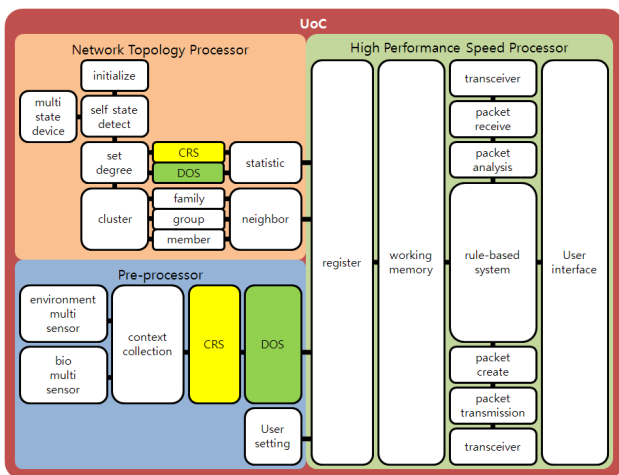 UoC
Network Topology Processor
initialize
multi
state
device
self state
detect
set
degree
CRS
DOS
statistic
cluster
family
group
member
neighbor
Pre-processor
environment
multi
sensor
bio
multi
sensor
context
collection
CRS
DOS
User
setting
High Performance Speed Processor
register
working
memory
transceiver
packet
receive
packet
analysis
rule-based
system
packet
create
packet
transmission
transceiver
User
interface